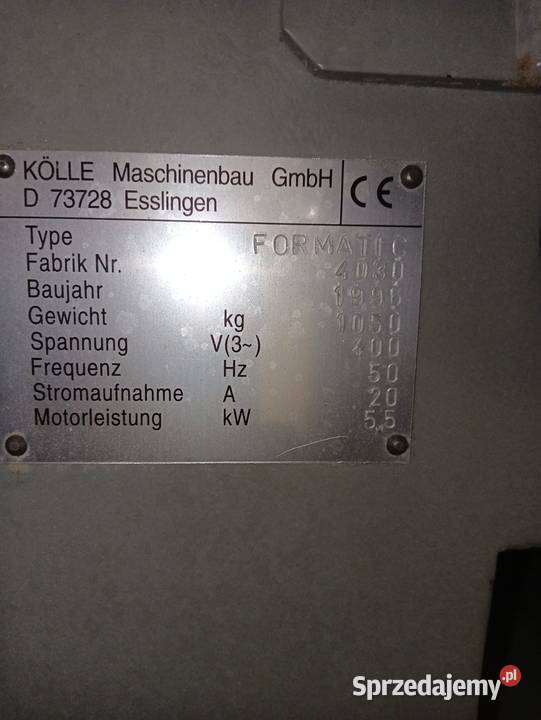 KÖLLE Maschinenbau GmbH
D 73728 Esslingen
CE
Type FORMATIC
Fabrik Nr. 4030
Baujahr 1996
Gewicht kg 1050
Spannung V(3~) 400
Frequenz Hz 50
Stromaufnahme A 20
Motorleistung kW 5,5
Sprzedajemy.pl